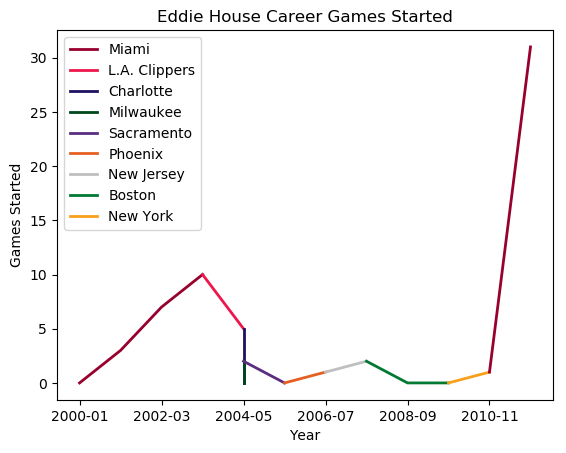 Eddie House Career Games Started
30
25
20
15
10
5
0
Games Started
Miami
L.A. Clippers
Charlotte
Milwaukee
Sacramento
Phoenix
New Jersey
Boston
New York
2000-01 2002-03 2004-05 2006-07 2008-09 2010-11
Year